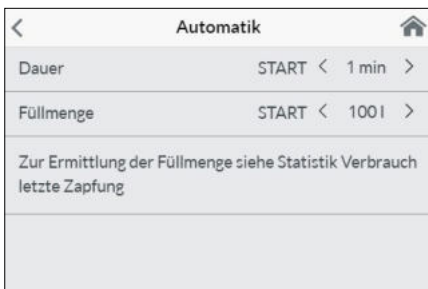 < Automatik
Dauer START < 1 min >
Füllmenge START < 100 l >
Zur Ermittlung der Füllmenge siehe Statistik Verbrauch
letzte Zapfung